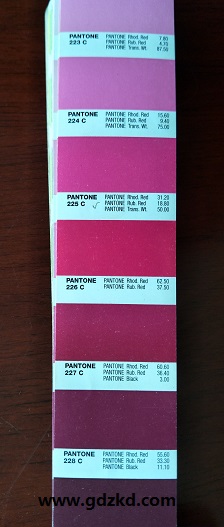 PANTONE 223 C PANTONE Rhod. Red 7.80
PANTONE Rub. Red 4.70
PANTONE Trans. Wt. 87.50
PANTONE 224 C PANTONE Rhod. Red 15.60
PANTONE Rub. Red 9.40
PANTONE Trans. Wt. 75.00
PANTONE 225 C PANTONE Rhod. Red 31.20
PANTONE Rub. Red 18.80
PANTONE Trans. Wt. 50.00
PANTONE 226 C PANTONE Rhod. Red 62.50
PANTONE Rub. Red 37.50
PANTONE 227 C PANTONE Rhod. Red 60.60
PANTONE Rub. Red 36.40
PANTONE Black 3.00
PANTONE 228 C PANTONE Rhod. Red 55.60
PANTONE Rub. Red 33.30
PANTONE Black 11.10
www.gdzkd.com